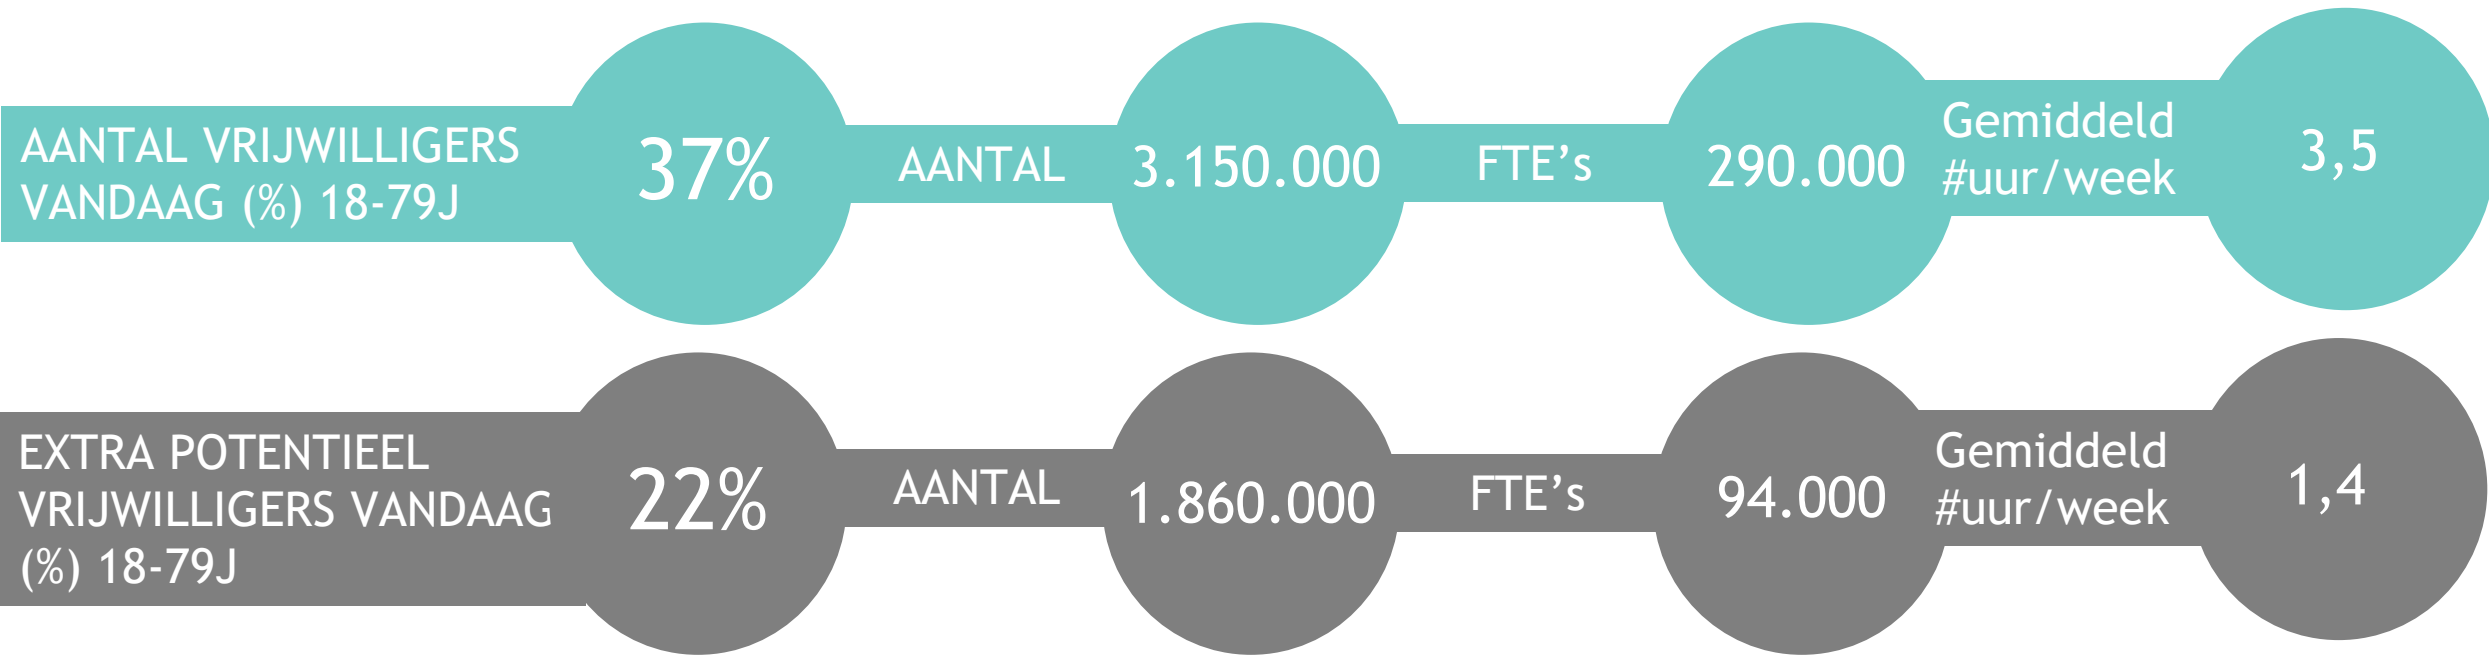 AANTAL VRIJWILLIGERS
VANDAAG (%) 18-79J
37%
AANTAL
3.150.000
FTE’s
290.000
Gemiddeld
#uur/week
3,5
EXTRA POTENTIEEL
VRIJWILLIGERS VANDAAG
(%) 18-79J
22%
AANTAL
1.860.000
FTE’s
94.000
Gemiddeld
#uur/week
1,4